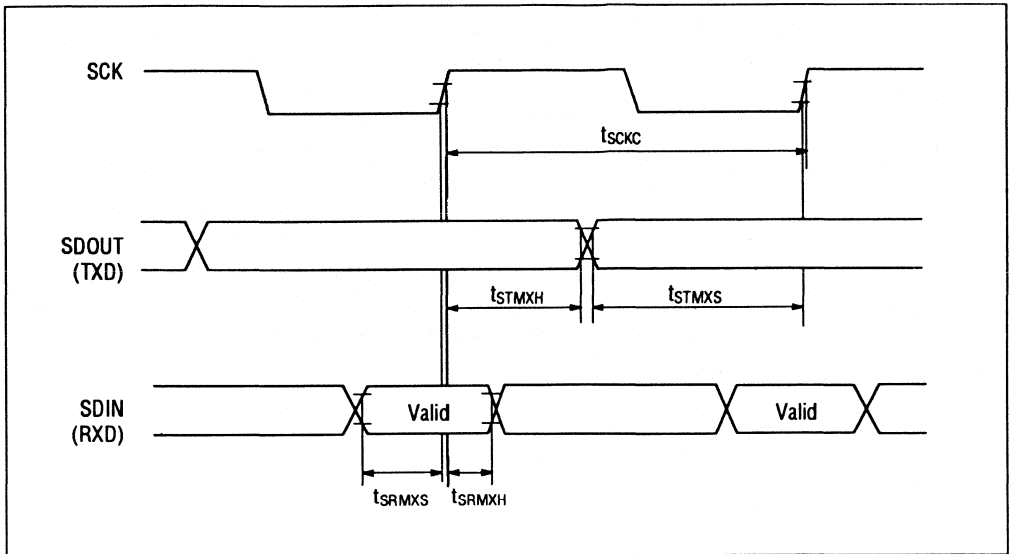 SCK
tSCKC
SDOUT
(TXD)
tSTMXH
tSTMXS
SDIN
(RXD)
Valid
Valid
tSRMXS
tSRMXH